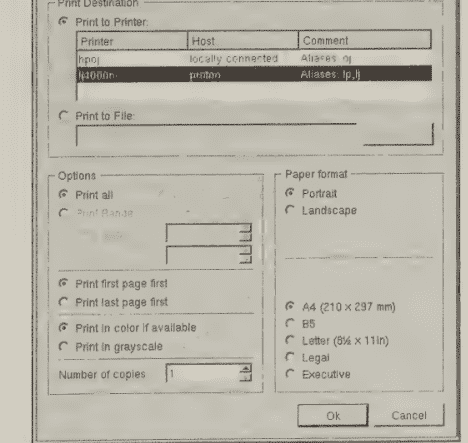 Print Destination
Print to Printer:
Printer Host Comment
hpoj locally connected Aliases: oj
lj4000n proton Aliases: lp,lj
Print to File:
Options
Print all
Print Range
Print first page first
Print last page first
Print in color if available
Print in grayscale
Number of copies 1
Paper format
Portrait
Landscape
A4 (210 x 297 mm)
B5
Letter (8½ x 11in)
Legal
Executive
Ok Cancel